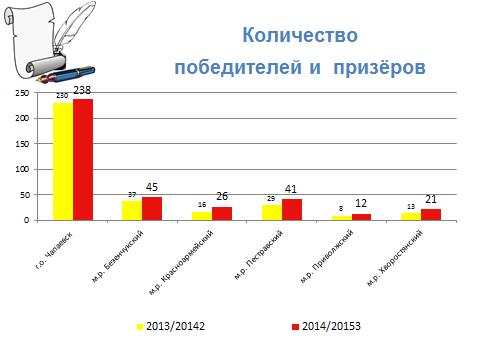 Количество
победителей и призёров
250
200
150
100
50
0
230 238
37 45
16 26
29 41
8 12
13 21
г.о. Чапаевск
м.р. Безенчукский
м.р. Красноармейский
м.р. Пестравский
м.р. Приволжский
м.р. Хворостянский
2013/20142 2014/20153